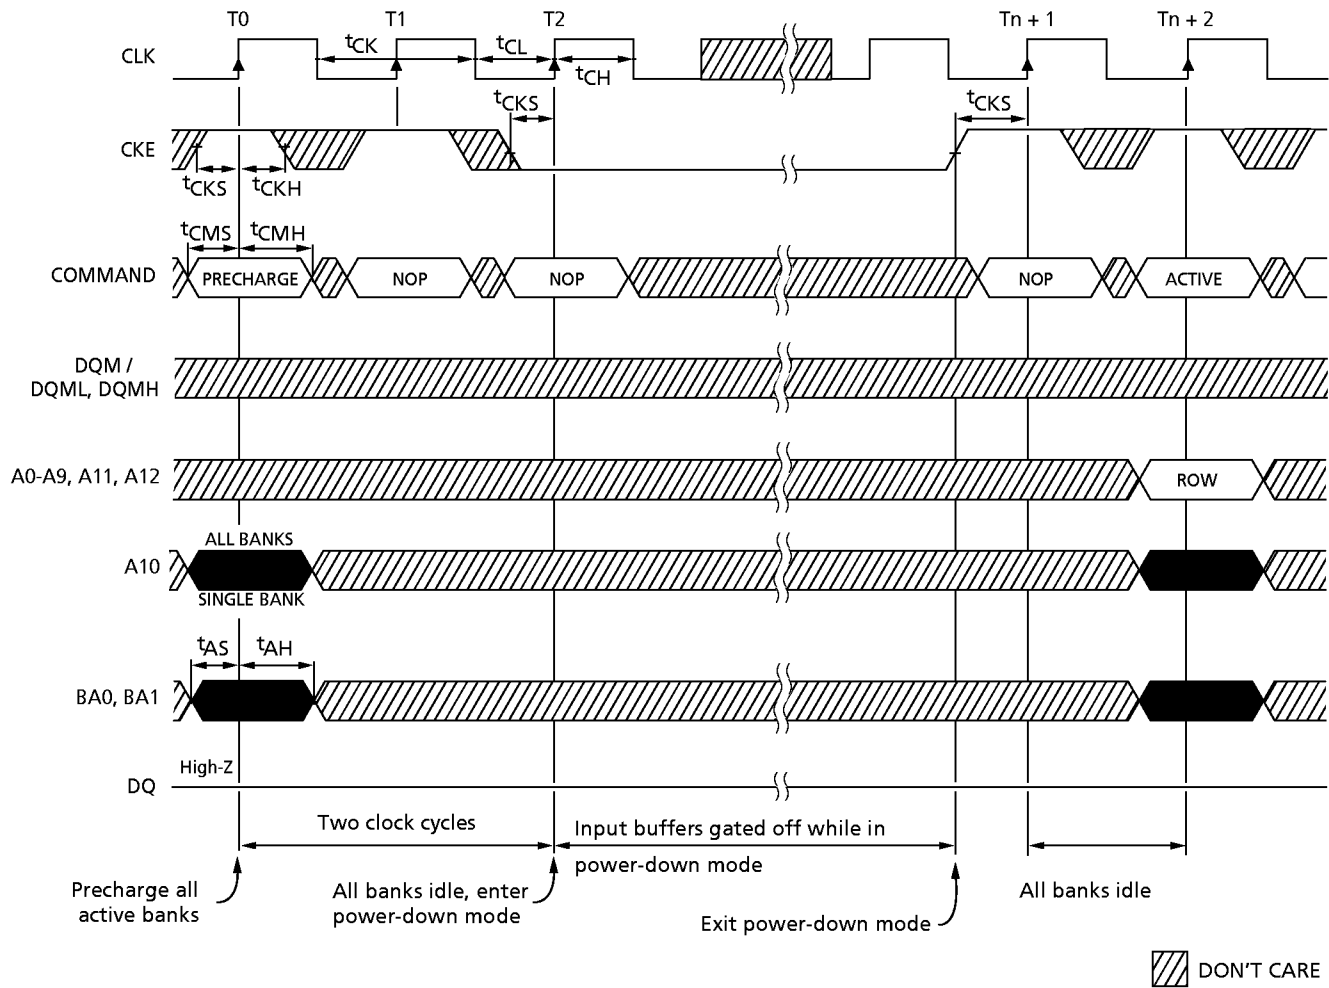 T0 T1 T2 Tn + 1 Tn + 2
CLK tCK tCL tCH
tCKS tCKS
CKE
tCKS tCKH
tCMS tCMH
COMMAND PRECHARGE NOP NOP NOP ACTIVE
DQM /
DQML, DQMH
A0-A9, A11, A12 ROW
ALL BANKS
A10
SINGLE BANK
tAS tAH
BA0, BA1
High-Z
DQ
Two clock cycles
Input buffers gated off while in
power-down mode
Precharge all
active banks
All banks idle, enter
power-down mode
Exit power-down mode
All banks idle
DON'T CARE